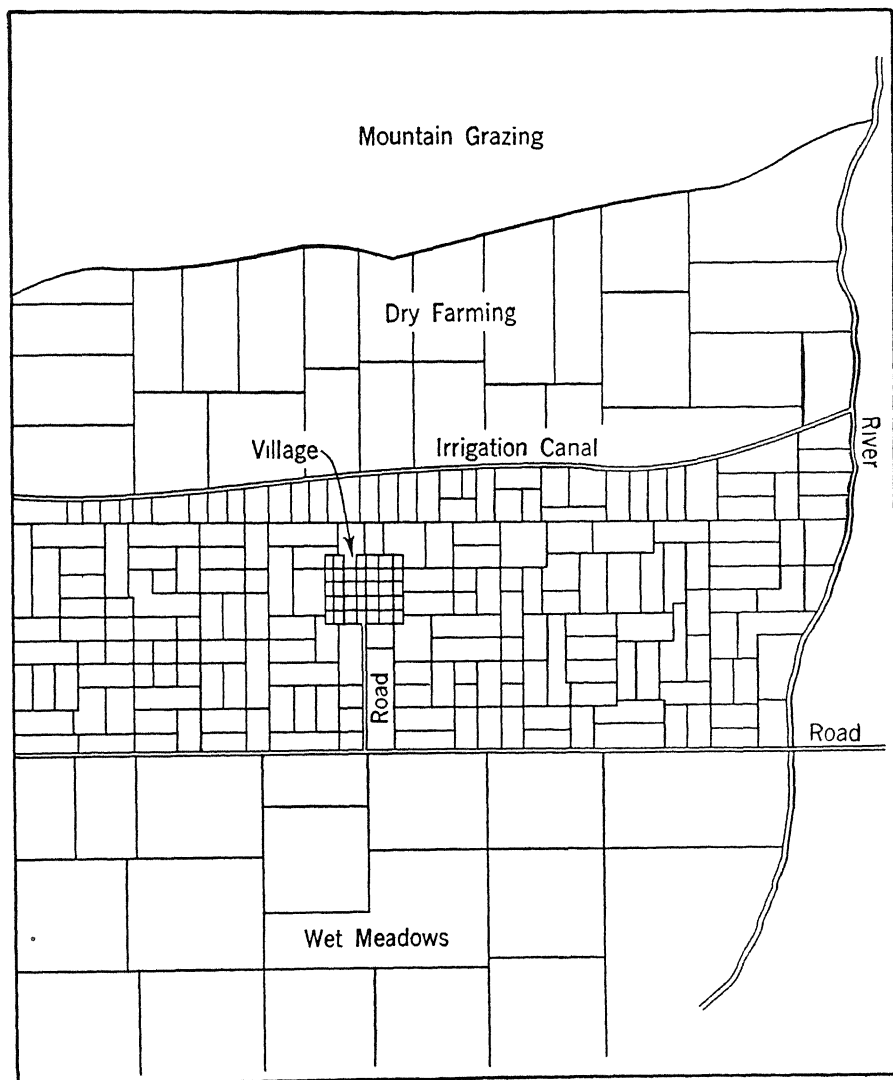 Mountain Grazing
Dry Farming
Village
Irrigation Canal
River
Road
Road
Wet Meadows